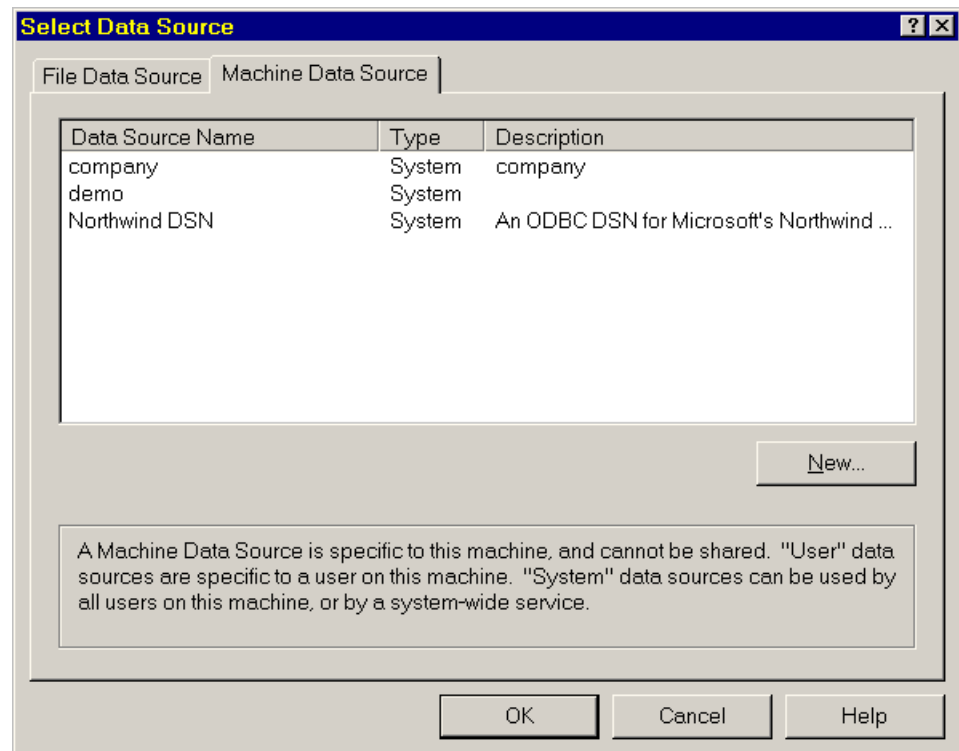 Select Data Source
File Data Source Machine Data Source
Data Source Name Type Description
company System company
demo System
Northwind DSN System An ODBC DSN for Microsoft's Northwind ...
New...
A Machine Data Source is specific to this machine, and cannot be shared. "User" data
sources are specific to a user on this machine. "System" data sources can be used by
all users on this machine, or by a system-wide service.
OK Cancel Help